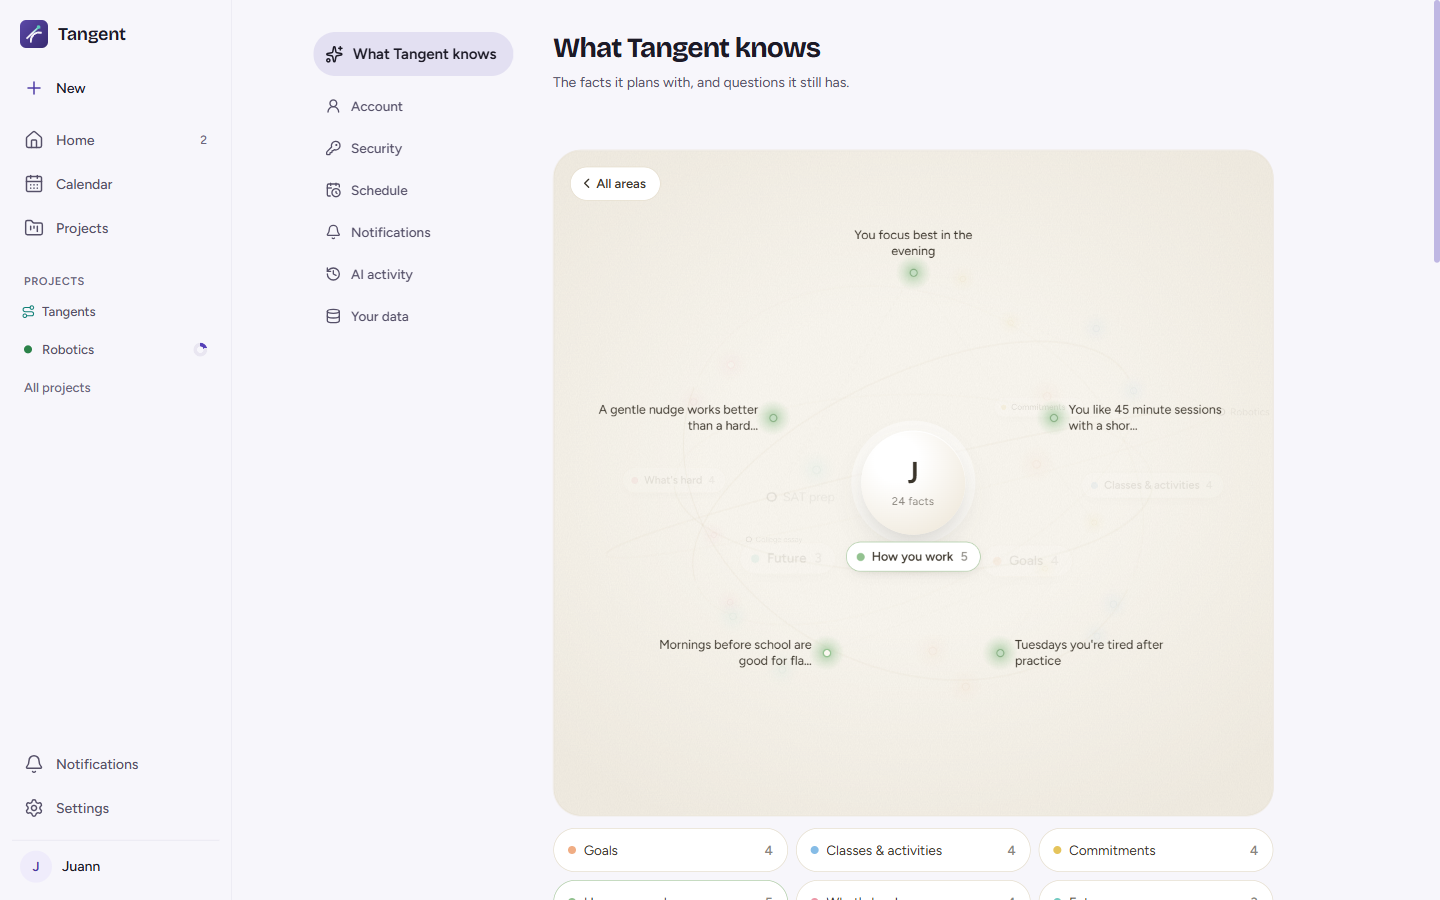 Tangent
New
Home 2
Calendar
Projects
PROJECTS
Tangents
Robotics
All projects
Notifications
Settings
J Juann
What Tangent knows
Account
Security
Schedule
Notifications
AI activity
Your data
What Tangent knows
The facts it plans with, and questions it still has.
All areas
You focus best in the
evening
A gentle nudge works better
than a hard...
Commitments
You like 45 minute sessions
with a shor...
Robotics
J
24 facts
What's hard 4
SAT prep
Classes & activities 4
Future 3
How you work 5
Goals 4
Mornings before school are
good for fla...
Tuesdays you're tired after
practice
Goals 4
Classes & activities 4
Commitments 4